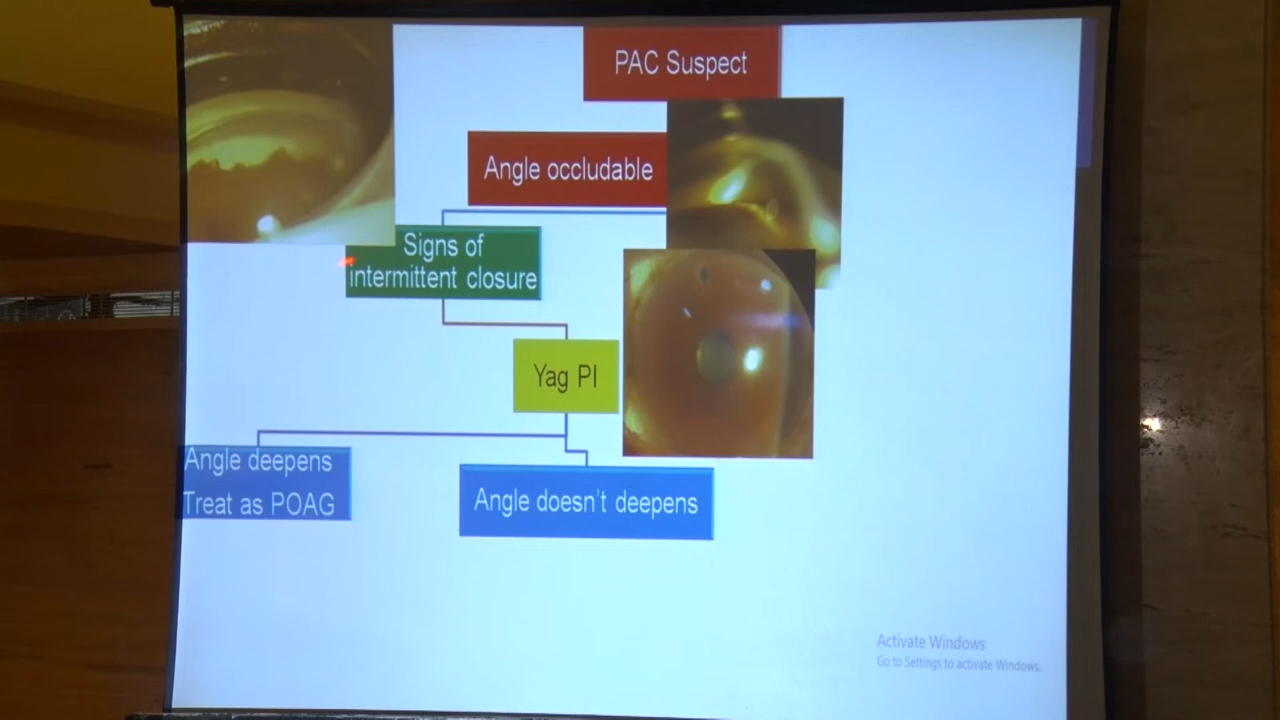 PAC Suspect
Angle occludable
Signs of
intermittent closure
Yag PI
Angle deepens
Treat as POAG
Angle doesn't deepens
Activate Windows
Go to Settings to activate Windows.